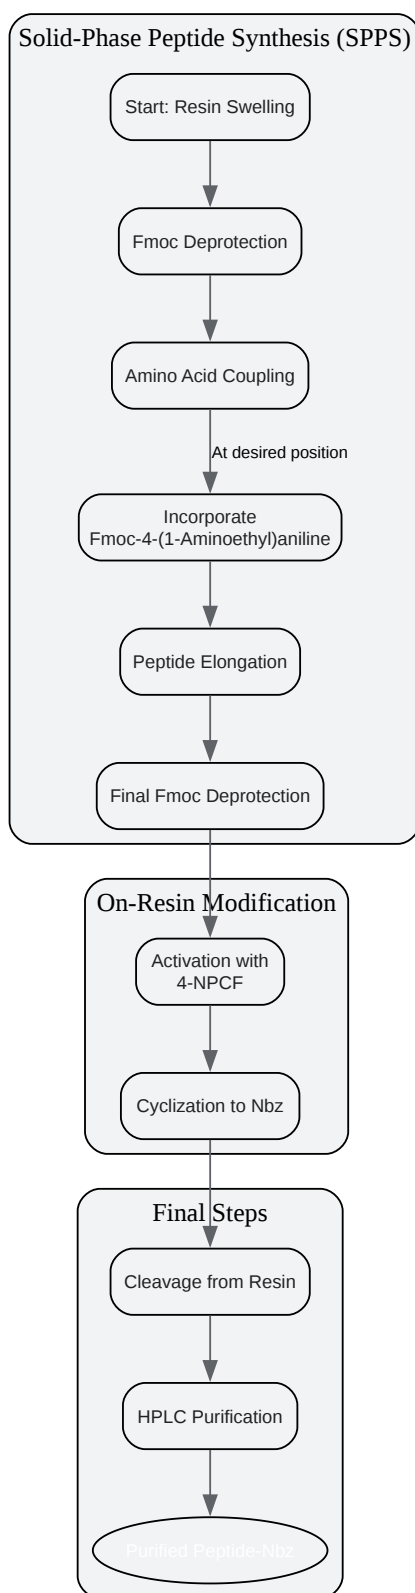 Solid-Phase Peptide Synthesis (SPPS)
Start: Resin Swelling
Fmoc Deprotection
Amino Acid Coupling
At desired position
Incorporate
Fmoc-4-(1-Aminoethyl)aniline
Peptide Elongation
Final Fmoc Deprotection
On-Resin Modification
Activation with
4-NPCF
Cyclization to Nbz
Final Steps
Cleavage from Resin
HPLC Purification
Purified Peptide-Nbz